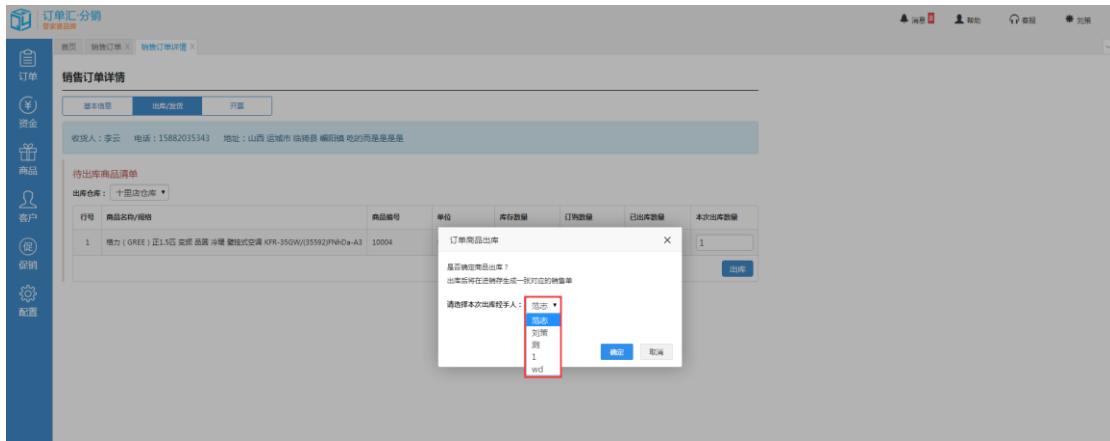 订单汇·分销
管家婆品牌
消息
帮助
客服
刘策
首页 销售订单 × 销售订单详情 ×
订单
资金
商品
客户
促销
配置
销售订单详情
基本信息 出库/发货 开票
收货人：李云 电话：15882035343 地址：山西 运城市 临猗县 嵋阳镇 吃的而是是是是
待出库商品清单
出库仓库： 十里店仓库
行号 商品名称/规格 商品编号 单位 库存数量 订购数量 已出库数量 本次出库数量
1 格力（GREE）正1.5匹 变频 品圆 冷暖 壁挂式空调 KFR-35GW/(35592)FNhDa-A3 10004 1
出库
订单商品出库 ×
是否确定商品出库？
出库后将在进销存生成一张对应的销售单
请选择本次出库经手人： 范志
范志
刘策
测
1
wd
确定 取消